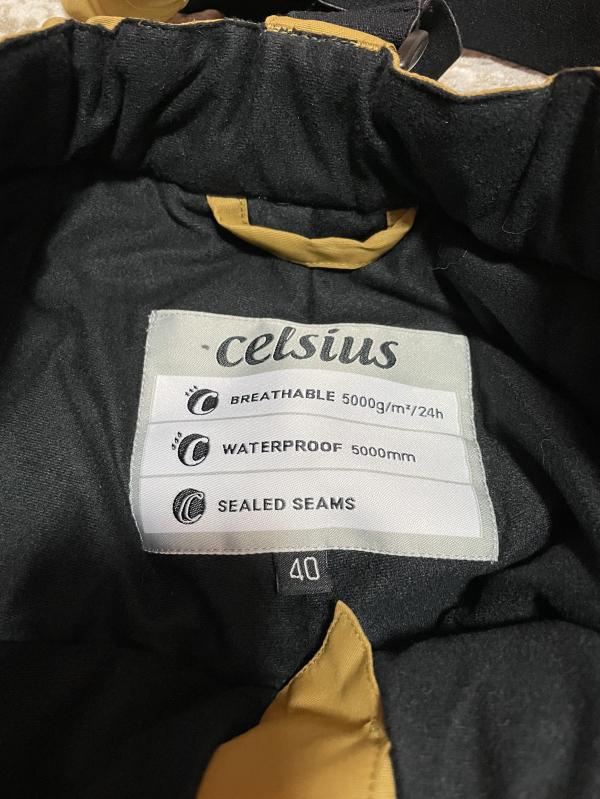 celsius
BREATHABLE 5000g/m²/24h
WATERPROOF 5000mm
SEALED SEAMS
40